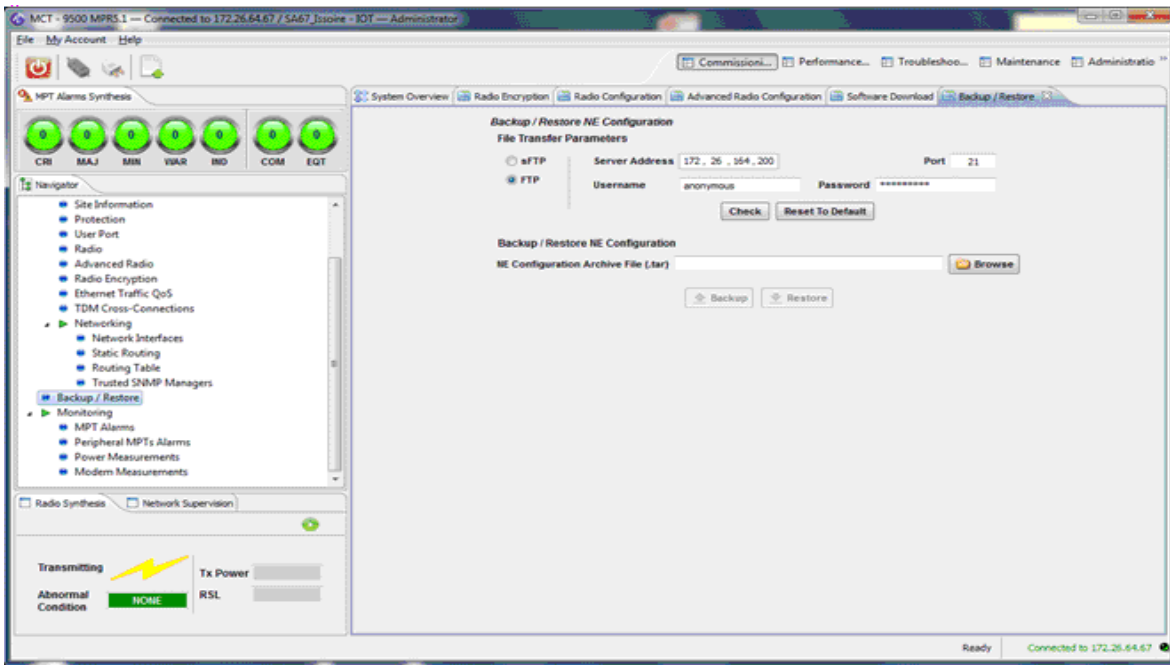 MCT - 9500 MPR5.1 — Connected to 172.26.64.67 / SA67_Issoire - IOT — Administrator
File My Account Help
Commissioni... Performance... Troubleshoo... Maintenance Administratio »
MPT Alarms Synthesis
0 0 0 0 0 0 0
CRI MAJ MIN WAR IND COM EQT
Navigator
Site Information
Protection
User Port
Radio
Advanced Radio
Radio Encryption
Ethernet Traffic QoS
TDM Cross-Connections
Networking
Network Interfaces
Static Routing
Routing Table
Trusted SNMP Managers
Backup / Restore
Monitoring
MPT Alarms
Peripheral MPTs Alarms
Power Measurements
Modem Measurements
Radio Synthesis Network Supervision
Transmitting
Tx Power
Abnormal Condition NONE
RSL
System Overview Radio Encryption Radio Configuration Advanced Radio Configuration Software Download Backup / Restore
Backup / Restore NE Configuration
File Transfer Parameters
sFTP Server Address 172 . 26 . 164 . 200 Port 21
FTP Username anonymous Password *********
Check Reset To Default
Backup / Restore NE Configuration
NE Configuration Archive File (.tar) Browse
Backup Restore
Ready Connected to 172.26.64.67